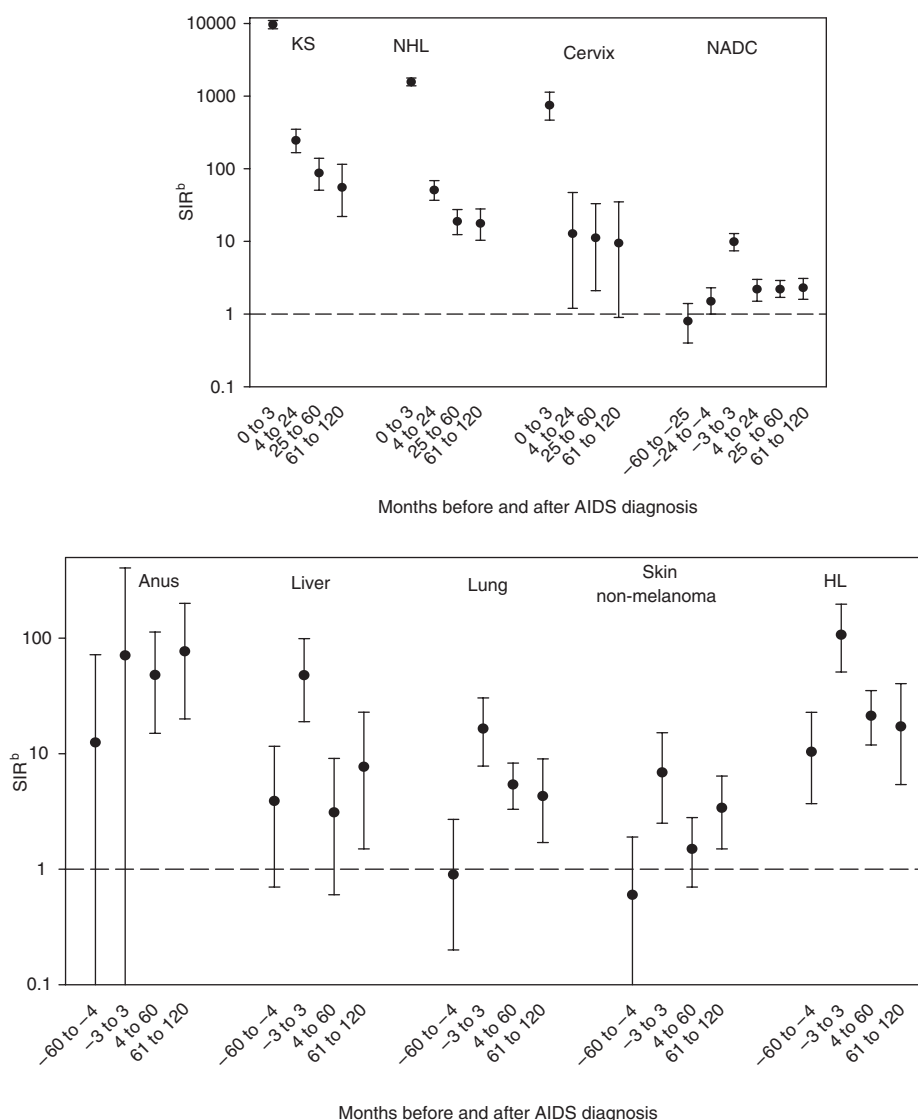 10000
1000
100
10
1
0.1
SIRᵇ
KS
NHL
Cervix
NADC
0 to 3
4 to 24
25 to 60
61 to 120
0 to 3
4 to 24
25 to 60
61 to 120
0 to 3
4 to 24
25 to 60
61 to 120
−60 to −25
−24 to −4
−3 to 3
4 to 24
25 to 60
61 to 120
Months before and after AIDS diagnosis
100
10
1
0.1
SIRᵇ
Anus
Liver
Lung
Skin
non-melanoma
HL
−60 to −4
−3 to 3
4 to 60
61 to 120
−60 to −4
−3 to 3
4 to 60
61 to 120
−60 to −4
−3 to 3
4 to 60
61 to 120
−60 to −4
−3 to 3
4 to 60
61 to 120
−60 to −4
−3 to 3
4 to 60
61 to 120
Months before and after AIDS diagnosis